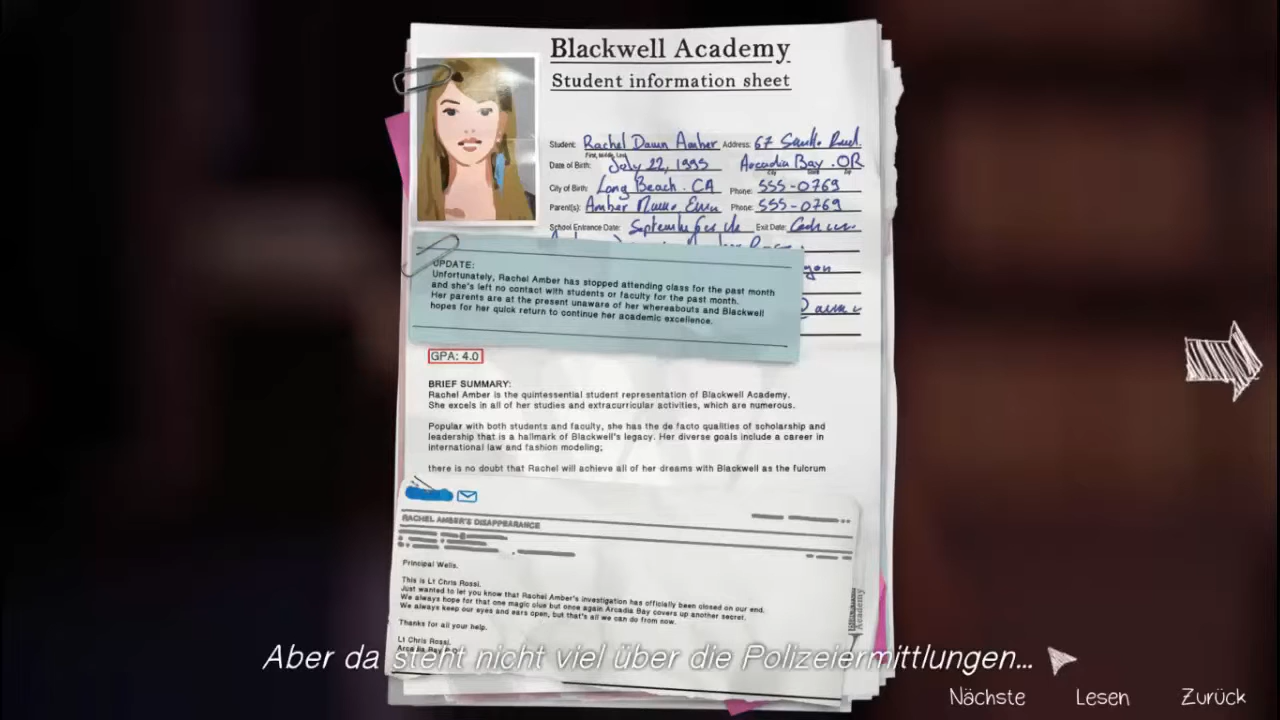 Blackwell Academy
Student information sheet
Student: Rachel Dawn Amber Address: 67
First, Middle, Last
Date of Birth: July 22, 1995 Arcadia Bay . OR
City State Zip
City of Birth: Long Beach . CA Phone: 555-0769
Parent(s): Amber Phone: 555-0769
School Entrance Date: Exit Date:
UPDATE:
Unfortunately, Rachel Amber has stopped attending class for the past month
and she's left no contact with students or faculty for the past month.
Her parents are at the present unaware of her whereabouts and Blackwell
hopes for her quick return to continue her academic excellence.
GPA: 4.0
BRIEF SUMMARY:
Rachel Amber is the quintessential student representation of Blackwell Academy.
She excels in all of her studies and extracurricular activities, which are numerous.
Popular with both students and faculty, she has the de facto qualities of scholarship and
leadership that is a hallmark of Blackwell's legacy. Her diverse goals include a career in
international law and fashion modeling;
there is no doubt that Rachel will achieve all of her dreams with Blackwell as the fulcrum
RACHEL AMBER'S DISAPPEARANCE
Principal Wells,
This is Lt Chris Rossi.
Just wanted to let you know that Rachel Amber's investigation has officially been closed on our end.
We always hope for that one magic clue but once again Arcadia Bay covers up another secret.
We always keep our eyes and ears open, but that's all we can do from now.
Thanks for all your help.
Lt Chris Rossi,
Academy
Aber da steht nicht viel über die Polizeiermittlungen...
Nächste Lesen Zurück